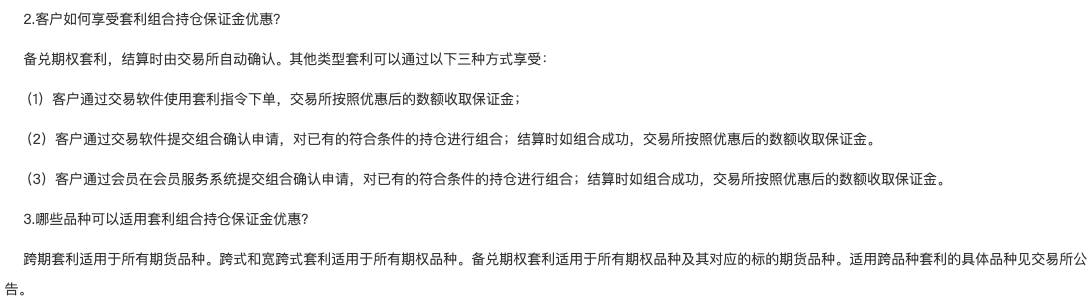 2.客户如何享受套利组合持仓保证金优惠？
备兑期权套利，结算时由交易所自动确认。其他类型套利可以通过以下三种方式享受：
（1）客户通过交易软件使用套利指令下单，交易所按照优惠后的数额收取保证金；
（2）客户通过交易软件提交组合确认申请，对已有的符合条件的持仓进行组合；结算时如组合成功，交易所按照优惠后的数额收取保证金。
（3）客户通过会员在会员服务系统提交组合确认申请，对已有的符合条件的持仓进行组合；结算时如组合成功，交易所按照优惠后的数额收取保证金。
3.哪些品种可以适用套利组合持仓保证金优惠？
跨期套利适用于所有期货品种。跨式和宽跨式套利适用于所有期权品种。备兑期权套利适用于所有期权品种及其对应的标的期货品种。适用跨品种套利的具体品种见交易所公
告。